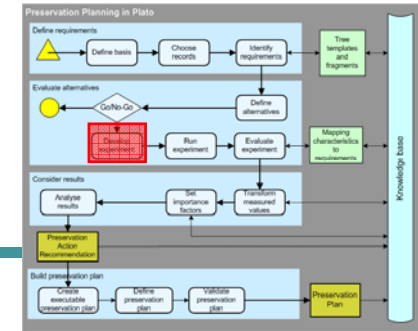 Preservation Planning in Plato
Define requirements
Define basis
Choose
records
Identify
requirements
Tree
templates
and
fragments
Evaluate alternatives
Go/No-Go
Define
alternatives
Develop
experiment
Run
experiment
Evaluate
experiment
Mapping
characteristics
to
requirements
Knowledge base
Consider results
Analyse
results
Set
importance
factors
Transform
measured
values
Preservation
Action
Recommendation
Build preservation plan
Create
executable
preservation plan
Define
preservation
plan
Validate
preservation
plan
Preservation
Plan